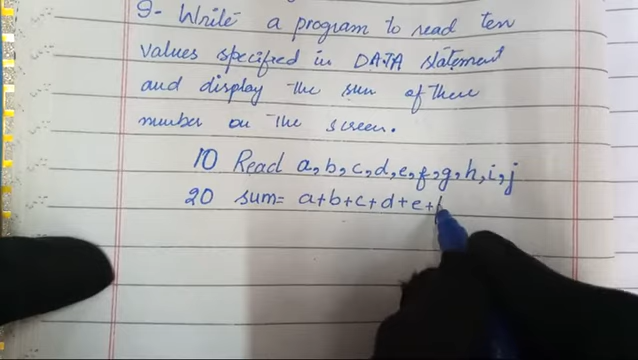 9- Write a program to read ten
values specified in DATA statement
and display the sum of these
number on the screen.
10 Read a,b,c,d,e,f,g,h,i,j
20 sum= a+b+c+d+e+